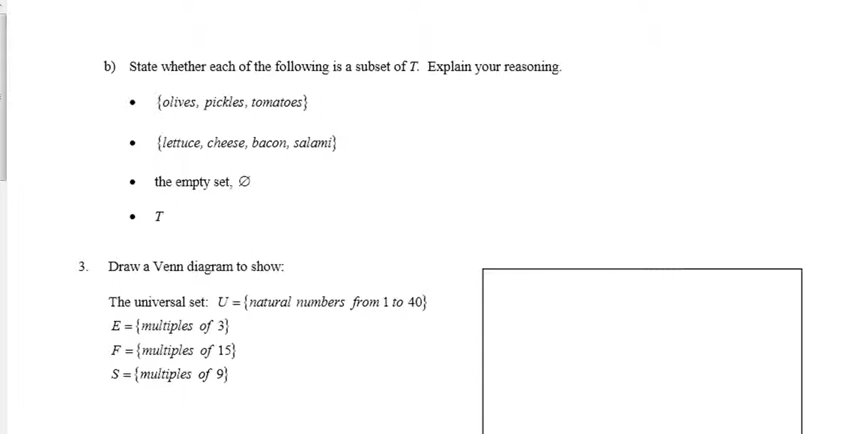 b) State whether each of the following is a subset of T. Explain your reasoning.
• {olives, pickles, tomatoes}
• {lettuce, cheese, bacon, salami}
• the empty set, ∅
• T
3. Draw a Venn diagram to show:
The universal set: U = {natural numbers from 1 to 40}
E = {multiples of 3}
F = {multiples of 15}
S = {multiples of 9}